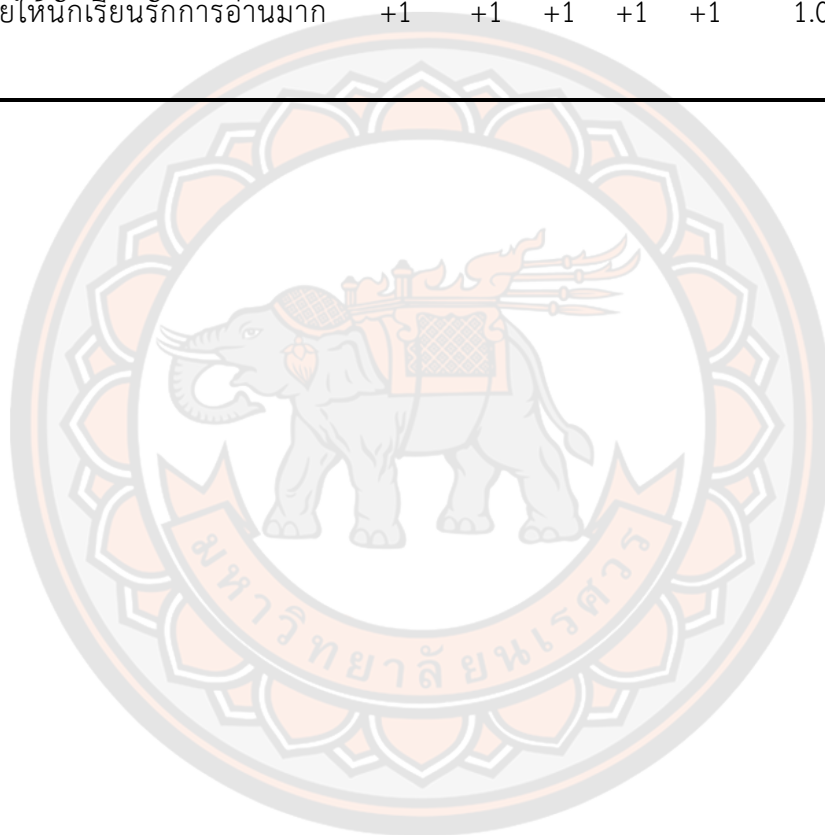 ยให้นักเรียนรักการอ่านมาก +1 +1 +1 +1 +1 1.0
มหาวิทยาลัยนเรศวร